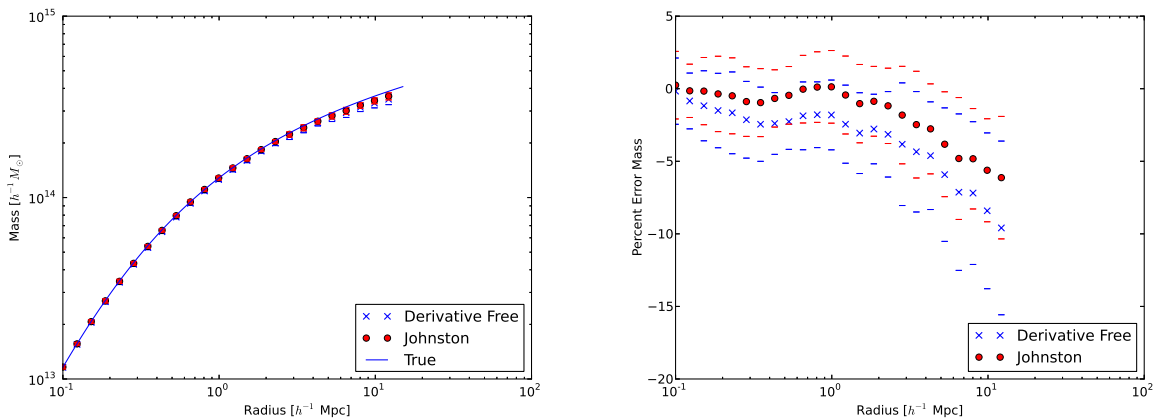 10^15
10^14
10^13
Mass [h^-1 M_⊙]
Derivative Free
Johnston
True
10^-1
10^0
10^1
10^2
Radius [h^-1 Mpc]
5
0
−5
−10
−15
−20
Percent Error Mass
Derivative Free
Johnston
10^-1
10^0
10^1
10^2
Radius [h^-1 Mpc]